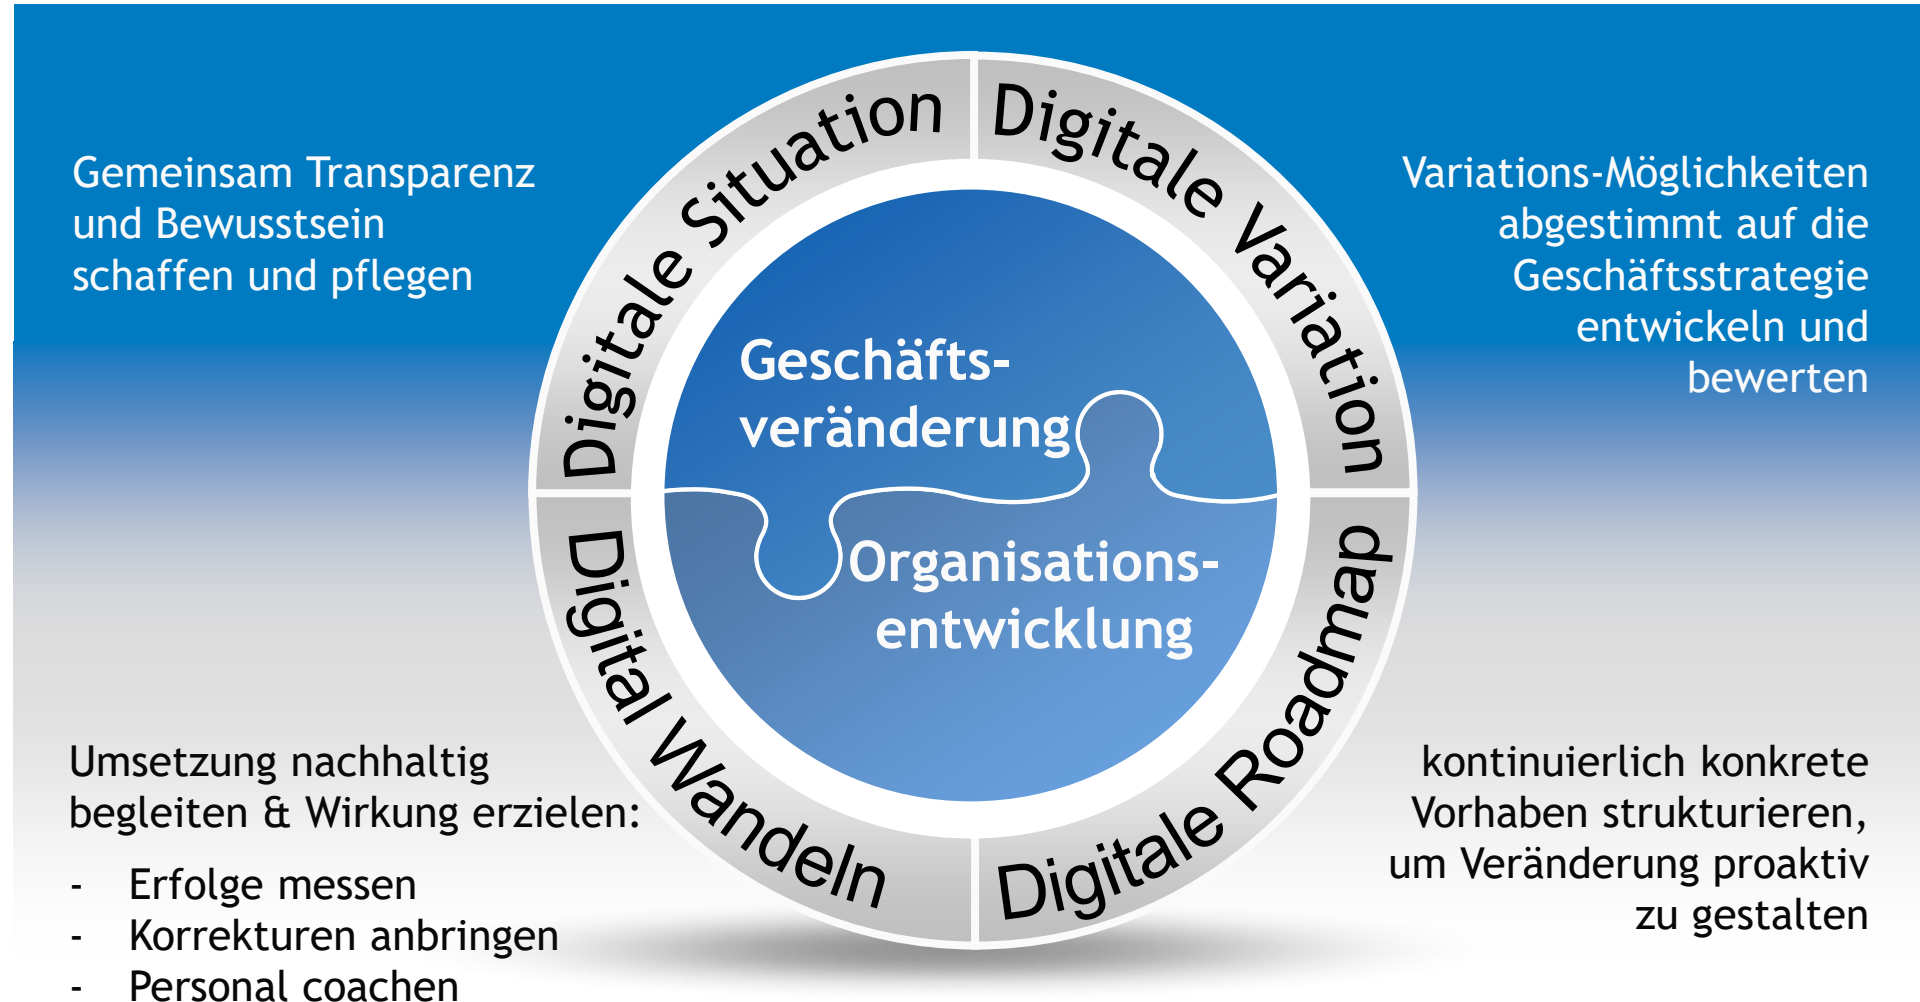 Digitale Situation
Digitale Variation
Gemeinsam Transparenz
und Bewusstsein
schaffen und pflegen
Variations-Möglichkeiten
abgestimmt auf die
Geschäftsstrategie
entwickeln und
bewerten
Geschäfts-
veränderung
Organisations-
entwicklung
Digital Wandeln
Digitale Roadmap
Umsetzung nachhaltig
begleiten & Wirkung erzielen:
- Erfolge messen
- Korrekturen anbringen
- Personal coachen
kontinuierlich konkrete
Vorhaben strukturieren,
um Veränderung proaktiv
zu gestalten